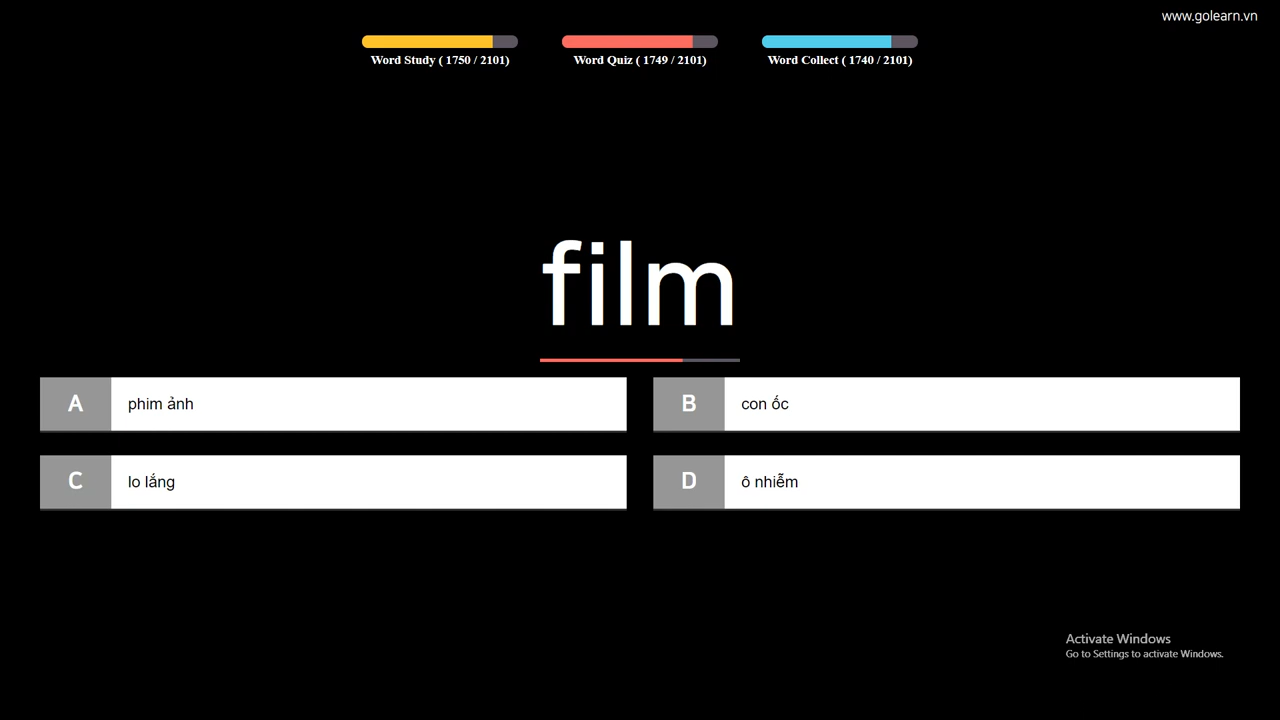 www.golearn.vn
Word Study ( 1750 / 2101)
Word Quiz ( 1749 / 2101)
Word Collect ( 1740 / 2101)
film
A phim ảnh
B con ốc
C lo lắng
D ô nhiễm
Activate Windows
Go to Settings to activate Windows.